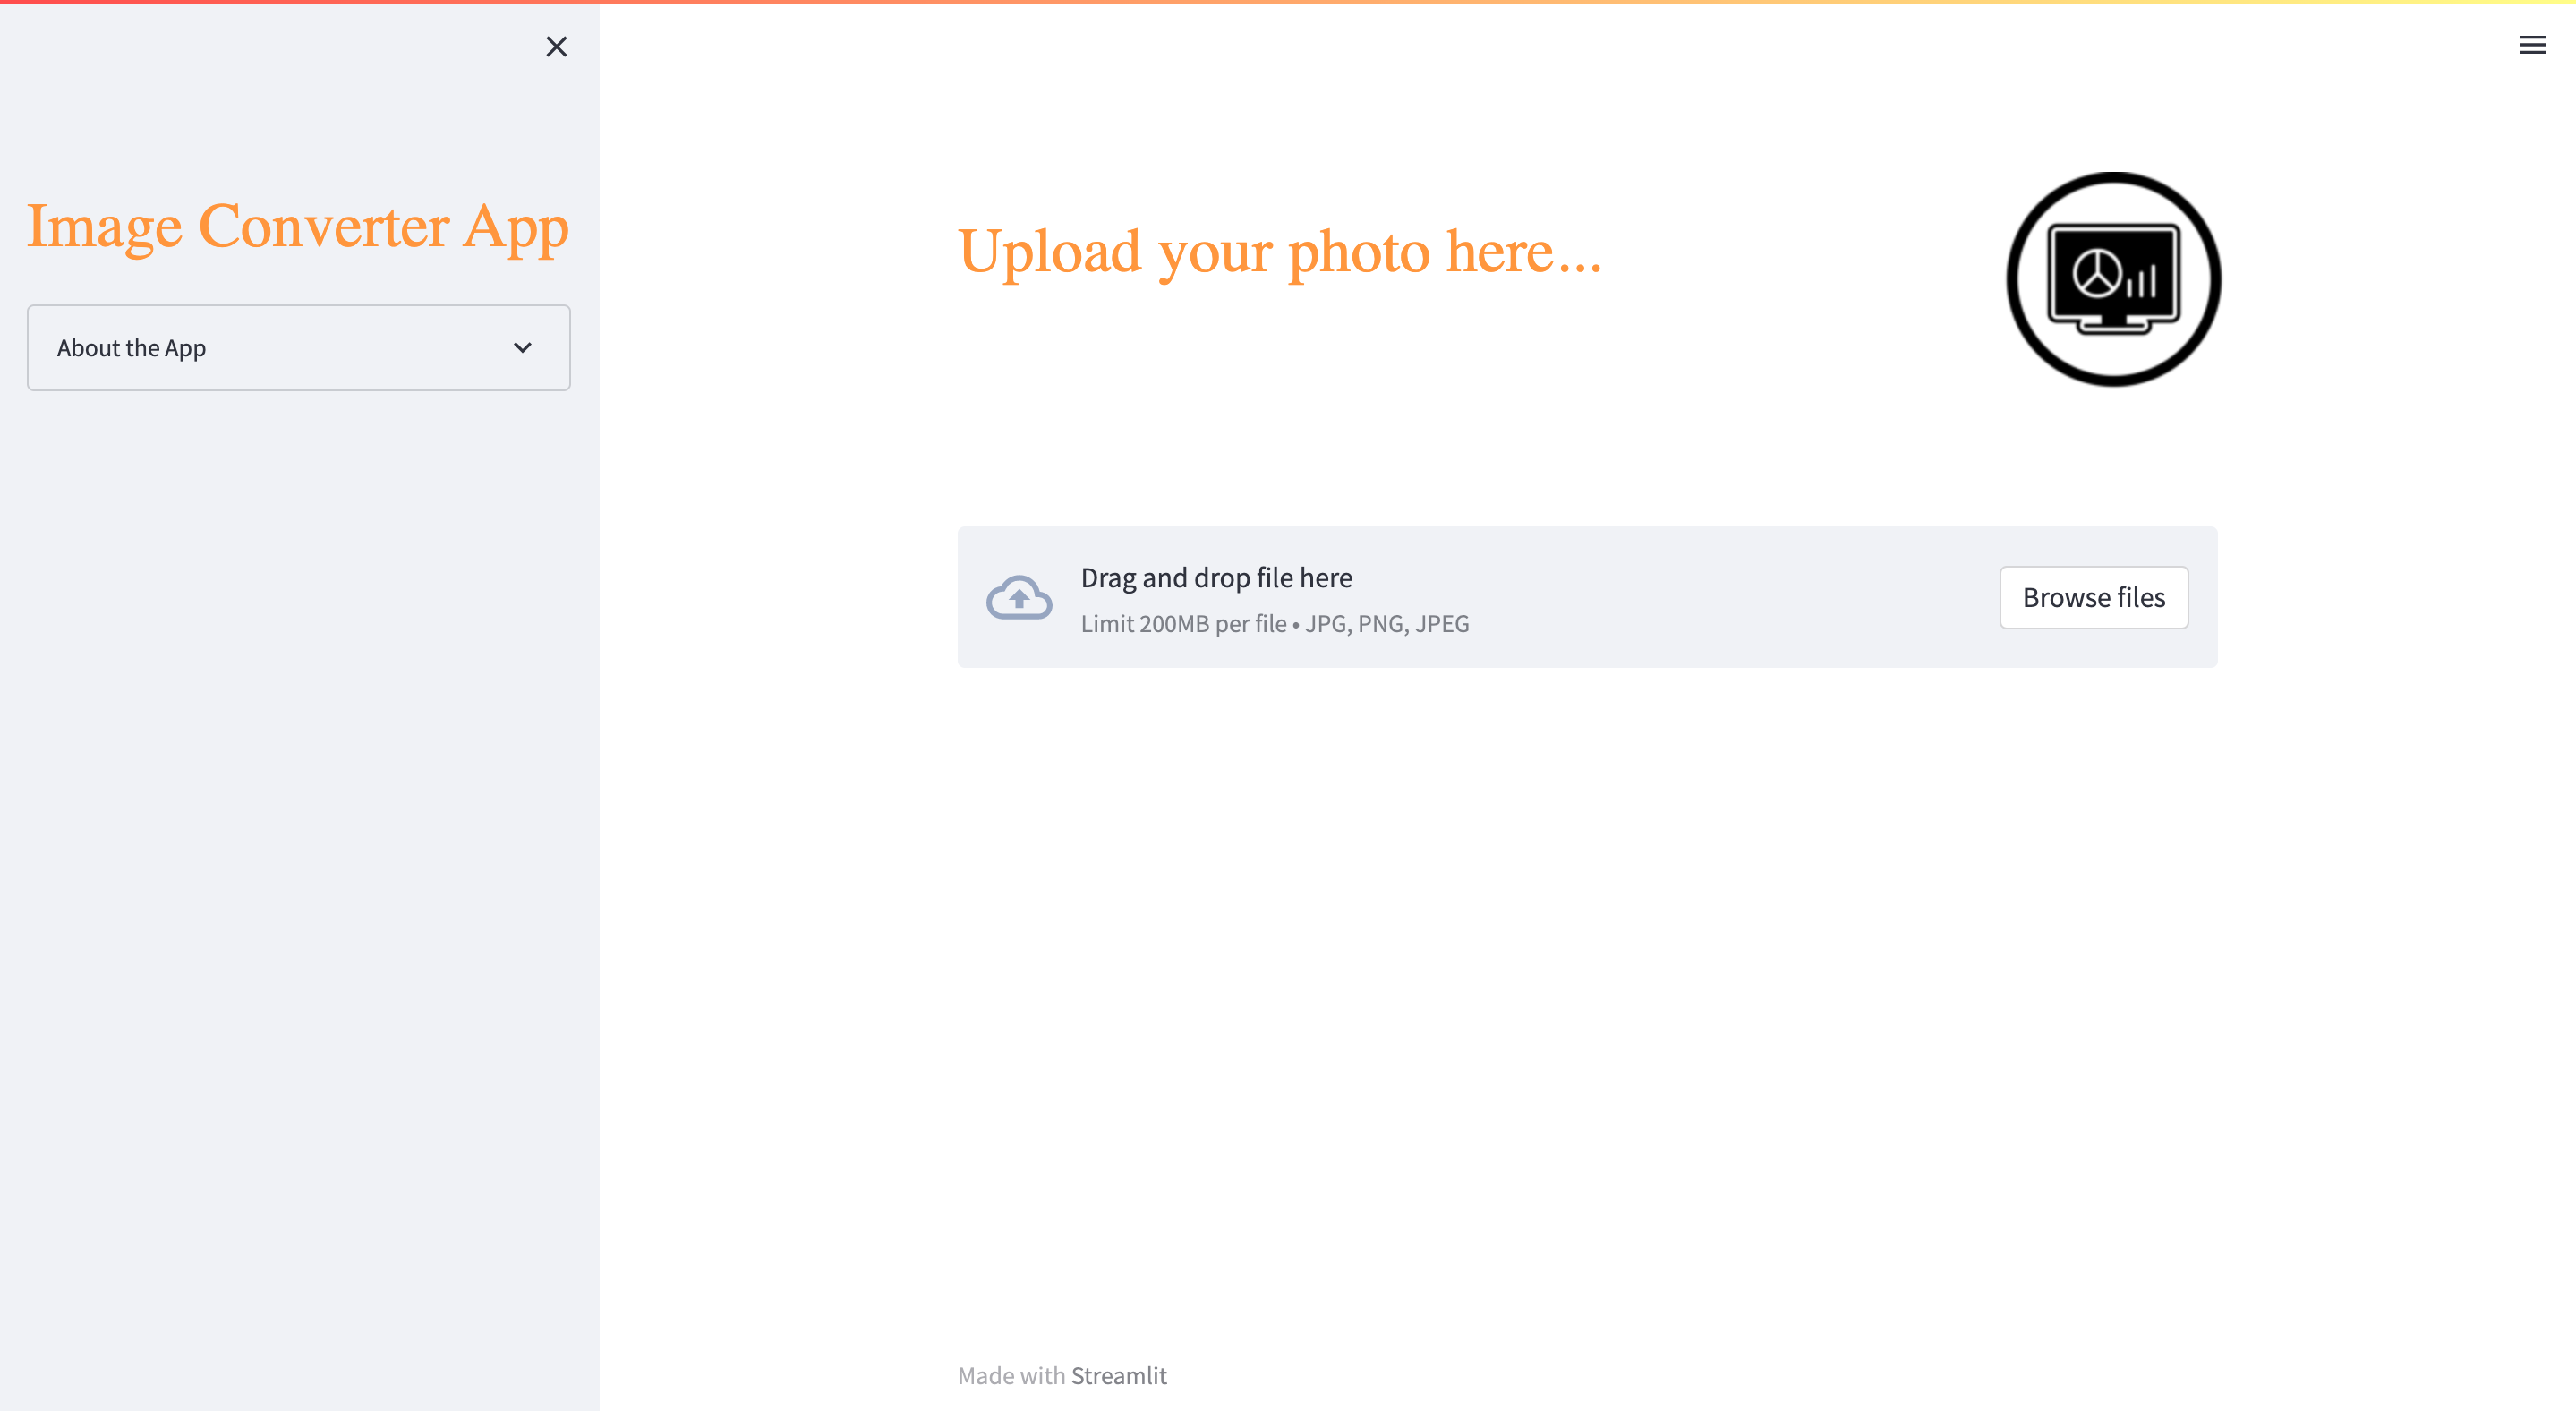 Image Converter App
About the App
Upload your photo here...
Drag and drop file here
Limit 200MB per file • JPG, PNG, JPEG
Browse files
Made with Streamlit